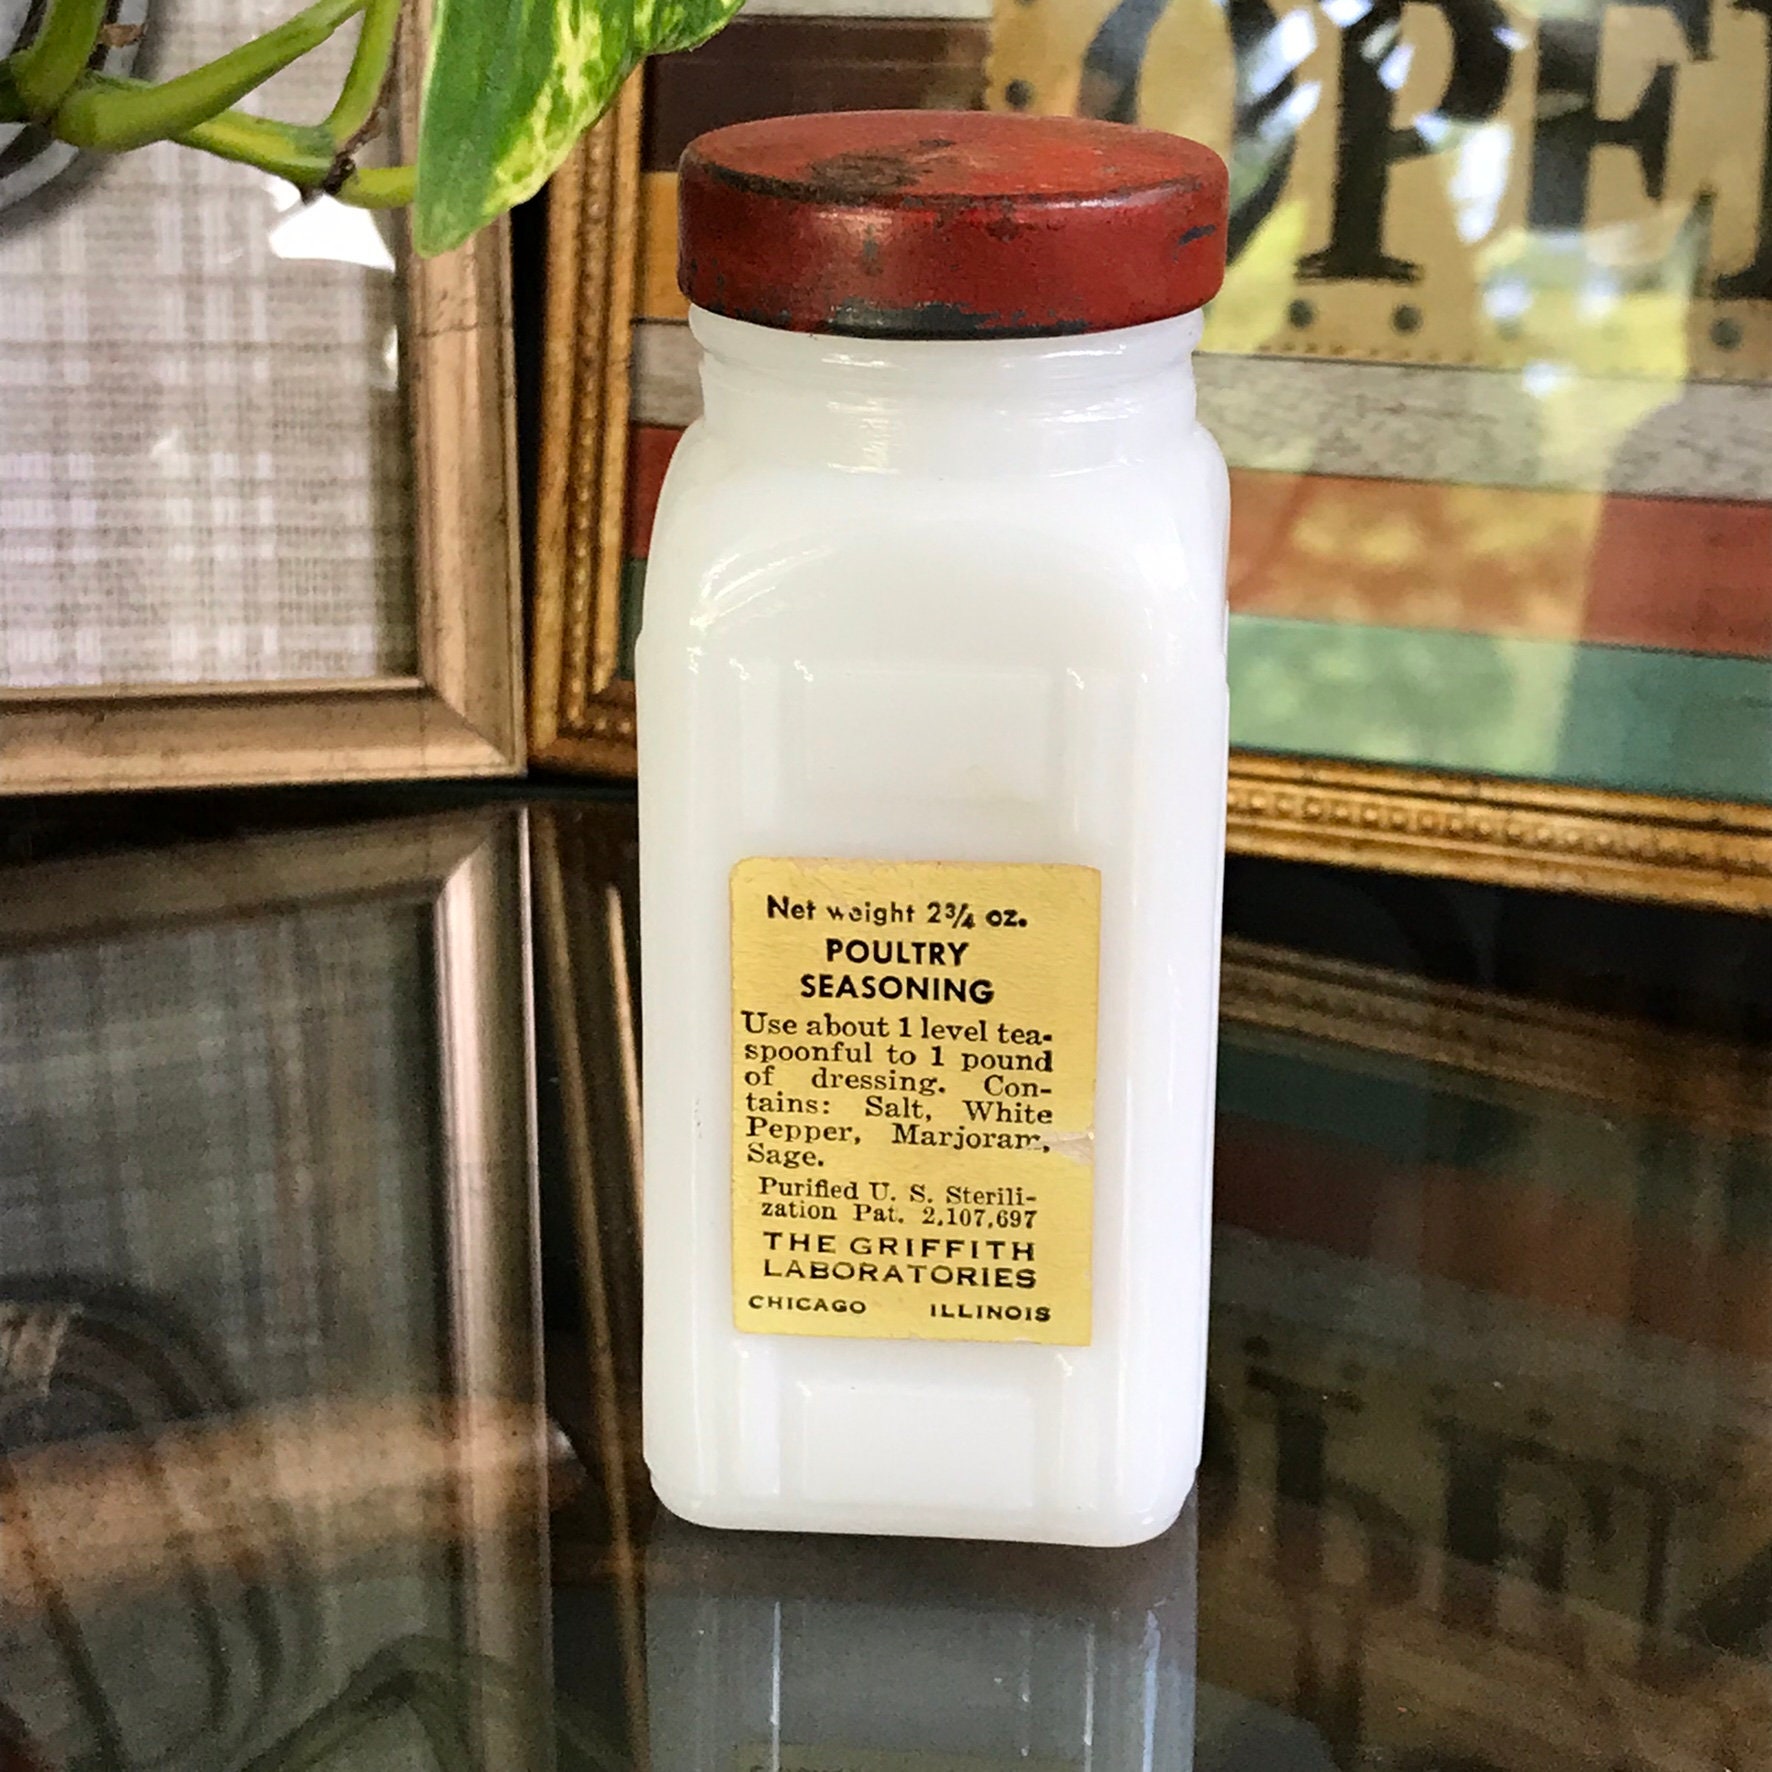 OPE
Net weight 2¾ oz.
POULTRY
SEASONING
Use about 1 level tea-
spoonful to 1 pound
of dressing. Con-
tains: Salt, White
Pepper, Marjoram,
Sage.
Purified U. S. Sterili-
zation Pat. 2,107,697
THE GRIFFITH
LABORATORIES
CHICAGO ILLINOIS